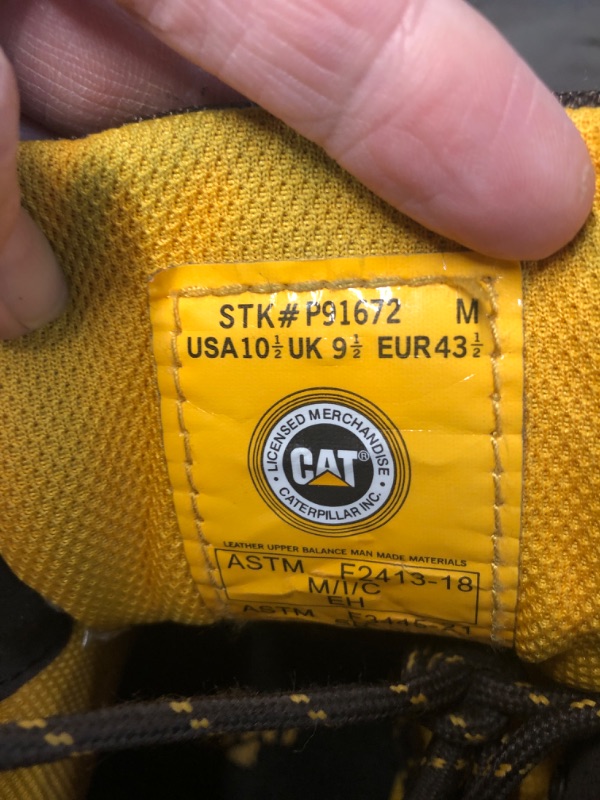 STK# P91672 M
USA10½ UK 9½ EUR43½
LICENSED MERCHANDISE
CAT®
CATERPILLAR INC.
LEATHER UPPER BALANCE MAN MADE MATERIALS
ASTM F2413-18
M/I/C
EH
ASTM